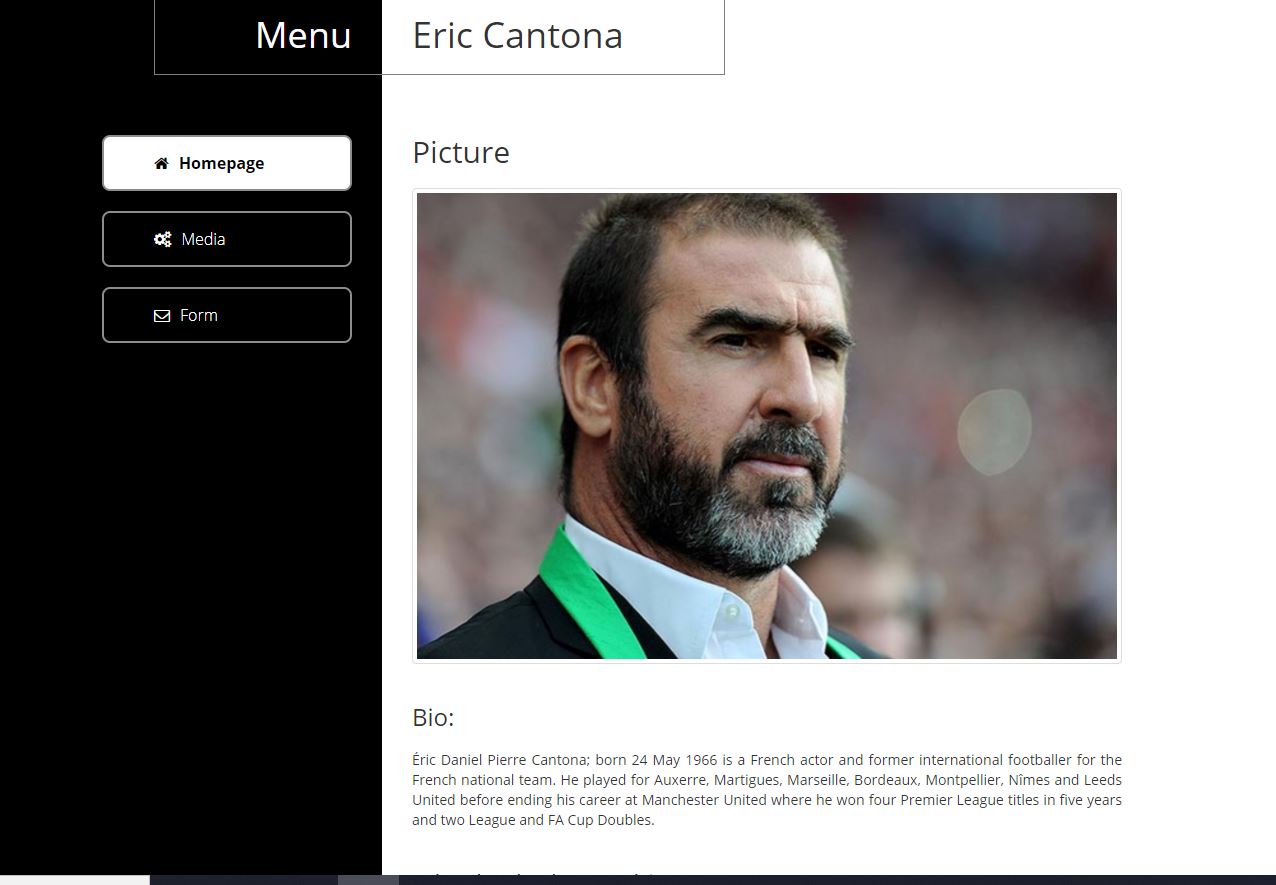 Menu
Eric Cantona
Homepage
Media
Form
Picture
Bio:
Éric Daniel Pierre Cantona; born 24 May 1966 is a French actor and former international footballer for the
French national team. He played for Auxerre, Martigues, Marseille, Bordeaux, Montpellier, Nîmes and Leeds
United before ending his career at Manchester United where he won four Premier League titles in five years
and two League and FA Cup Doubles.